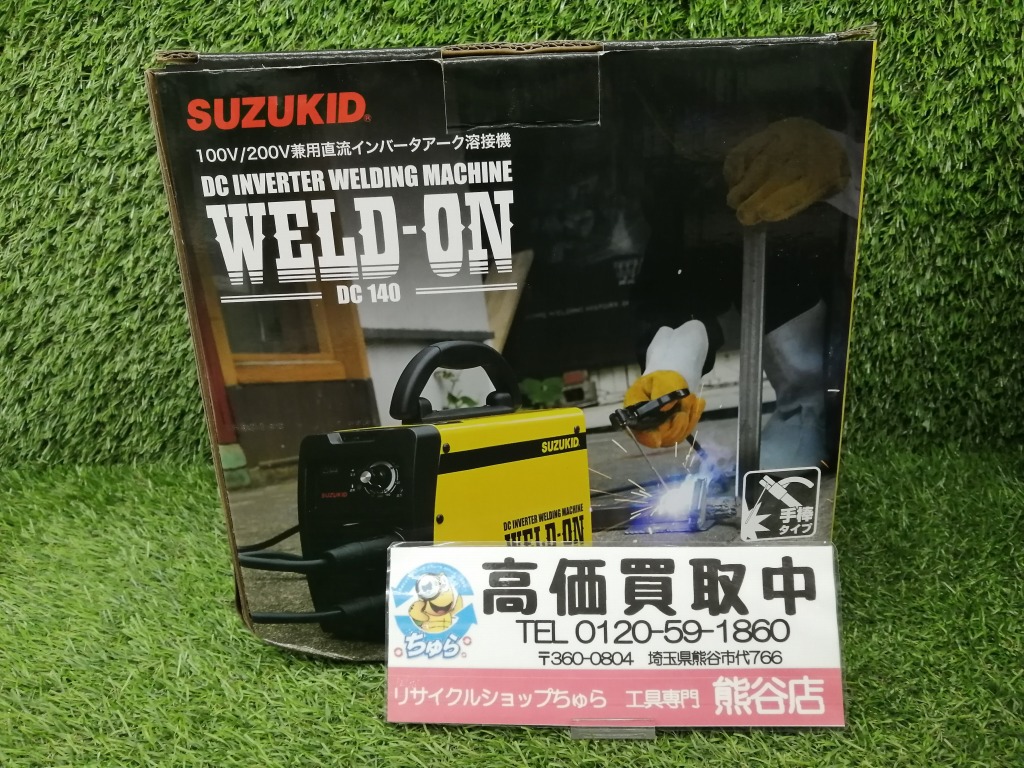 SUZUKID®
100V/200V兼用直流インバータアーク溶接機
DC INVERTER WELDING MACHINE
WELD-ON
DC 140
SUZUKID
SUZUKID
DC INVERTER WELDING MACHINE
WELD-ON
手棒
タイプ
高価買取中
TEL 0120-59-1860
〒360-0804 埼玉県熊谷市代766
ちゅら
リサイクルショップちゅら 工具専門 熊谷店